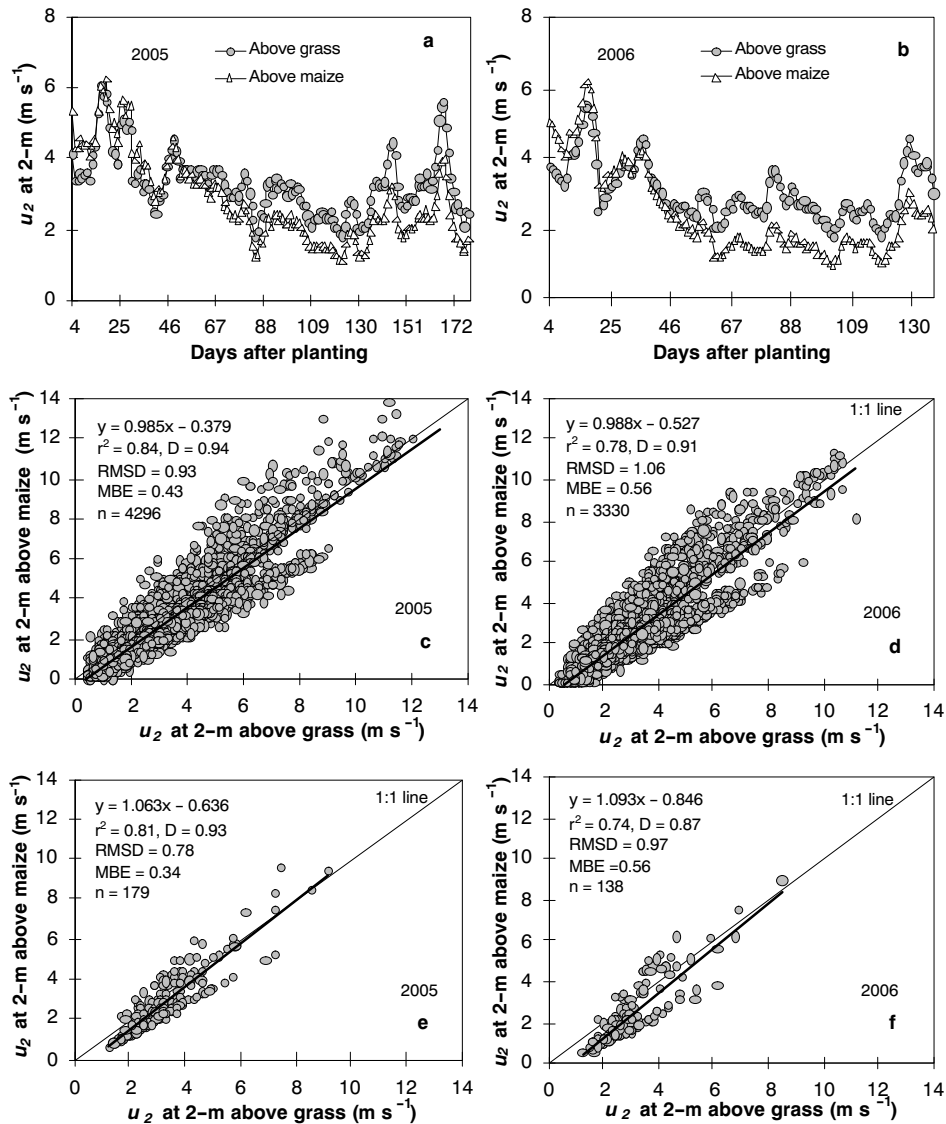 8
6
4
2
0
u2 at 2−m (m s−1)
2005
Above grass
Above maize
a
4 25 46 67 88 109 130 151 172
Days after planting
8
6
4
2
0
u2 at 2−m (m s−1)
2006
Above grass
Above maize
b
4 25 46 67 88 109 130
Days after planting
14
12
10
8
6
4
2
0
u2 at 2−m above maize (m s−1)
y = 0.985x − 0.379
r2 = 0.84, D = 0.94
RMSD = 0.93
MBE = 0.43
n = 4296
2005
c
0 2 4 6 8 10 12 14
u2 at 2−m above grass (m s−1)
14
12
10
8
6
4
2
0
u2 at 2−m above maize (m s−1)
y = 0.988x − 0.527
1:1 line
r2 = 0.78, D = 0.91
RMSD = 1.06
MBE = 0.56
n = 3330
2006
d
0 2 4 6 8 10 12 14
u2 at 2−m above grass (m s−1)
14
12
10
8
6
4
2
0
u2 at 2−m above maize (m s−1)
y = 1.063x − 0.636
1:1 line
r2 = 0.81, D = 0.93
RMSD = 0.78
MBE = 0.34
n = 179
2005
e
0 2 4 6 8 10 12 14
u2 at 2−m above grass (m s−1)
14
12
10
8
6
4
2
0
u2 at 2−m above maize (m s−1)
y = 1.093x − 0.846
1:1 line
r2 = 0.74, D = 0.87
RMSD = 0.97
MBE =0.56
n = 138
2006
f
0 2 4 6 8 10 12 14
u2 at 2−m above grass (m s−1)